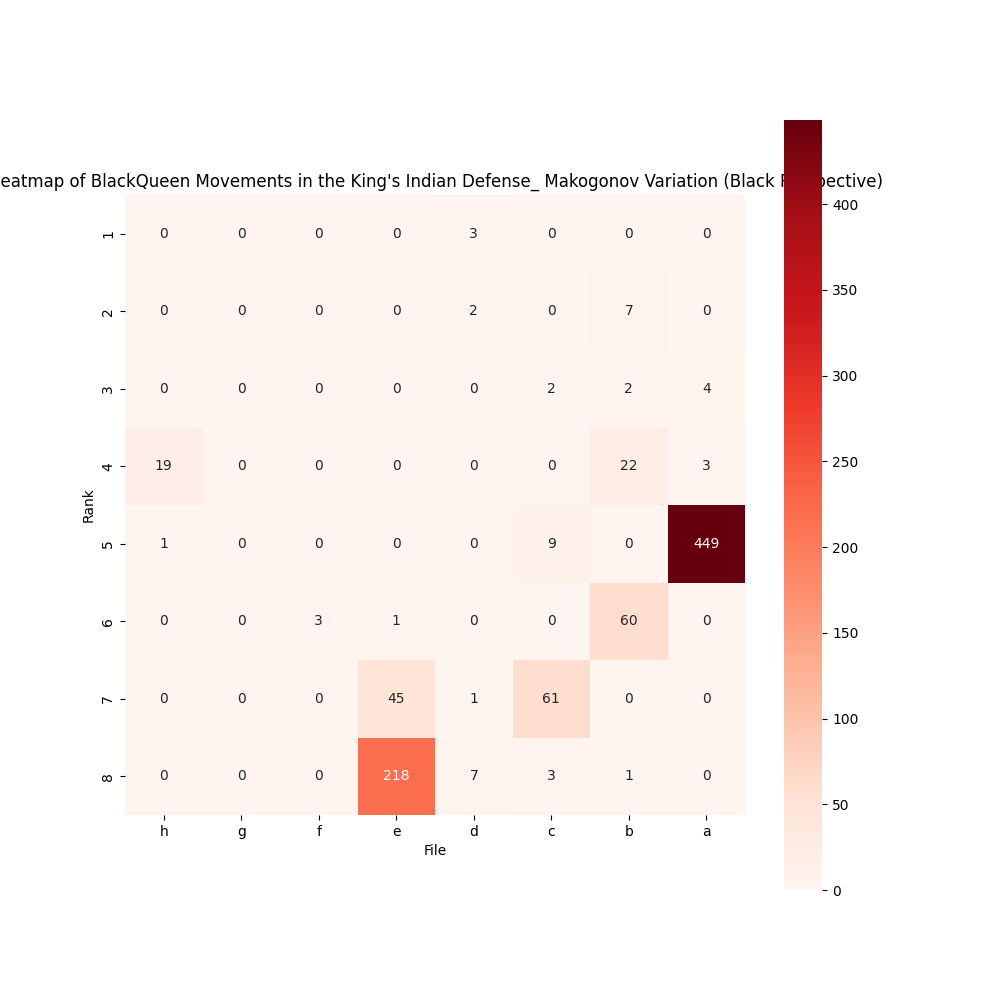 eatmap of BlackQueen Movements in the King's Indian Defense_ Makogonov Variation (Black pective)
1 0 0 0 0 3 0 0 0
2 0 0 0 0 2 0 7 0
3 0 0 0 0 0 2 2 4
4 19 0 0 0 0 0 22 3
5 1 0 0 0 0 9 0 449
6 0 0 3 1 0 0 60 0
7 0 0 0 45 1 61 0 0
8 0 0 0 218 7 3 1 0
h g f e d c b a
File
Rank
400
350
300
250
200
150
100
50
0